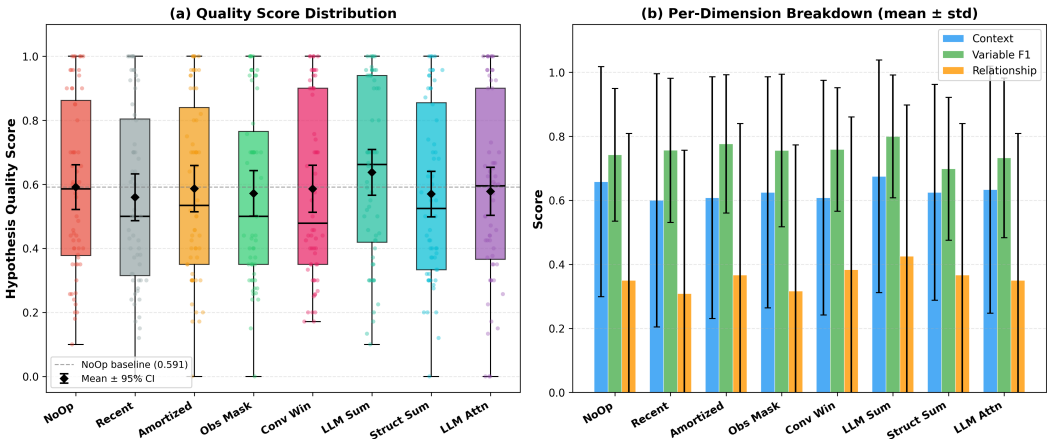 (a) Quality Score Distribution
Hypothesis Quality Score
1.0
0.8
0.6
0.4
0.2
0.0
NoOp baseline (0.591)
Mean ± 95% CI
NoOp
Recent
Amortized
Obs Mask
Conv Win
LLM Sum
Struct Sum
LLM Attn
(b) Per-Dimension Breakdown (mean ± std)
Score
1.0
0.8
0.6
0.4
0.2
0.0
Context
Variable F1
Relationship
NoOp
Recent
Amortized
Obs Mask
Conv Win
LLM Sum
Struct Sum
LLM Attn